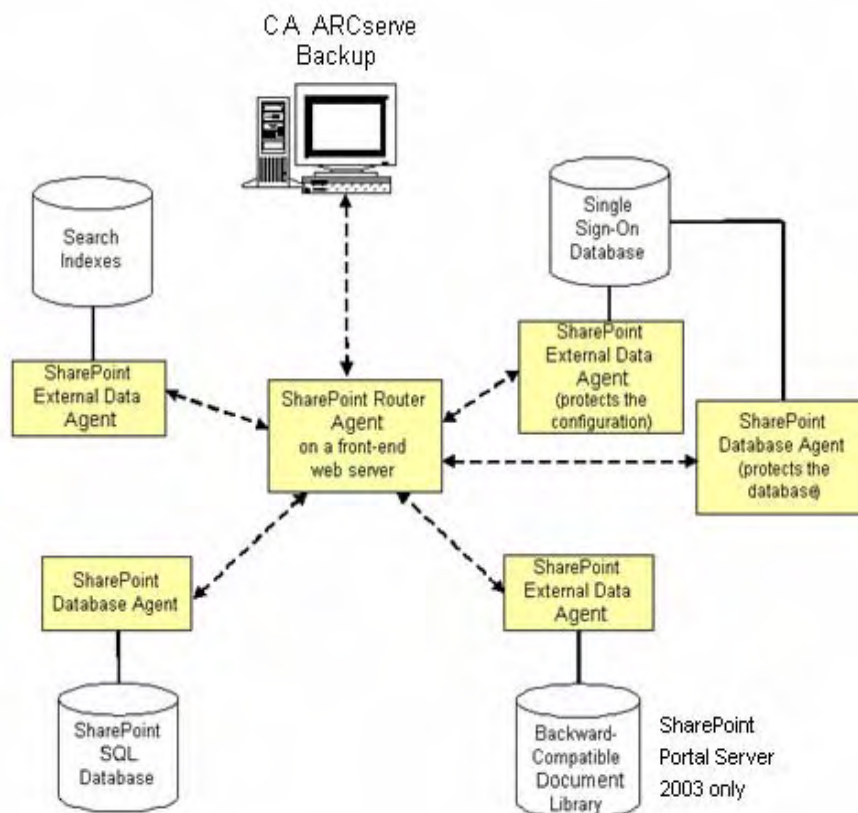 CA ARCserve
Backup
Search
Indexes
Single
Sign-On
Database
SharePoint
External Data
Agent
SharePoint Router
Agent
on a front-end
web server
SharePoint
External Data
Agent
(protects the
configuration)
SharePoint
Database Agent
(protects the
database)
SharePoint
Database Agent
SharePoint
External Data
Agent
SharePoint
SQL
Database
Backward-
Compatible
Document
Library
SharePoint
Portal Server
2003 only